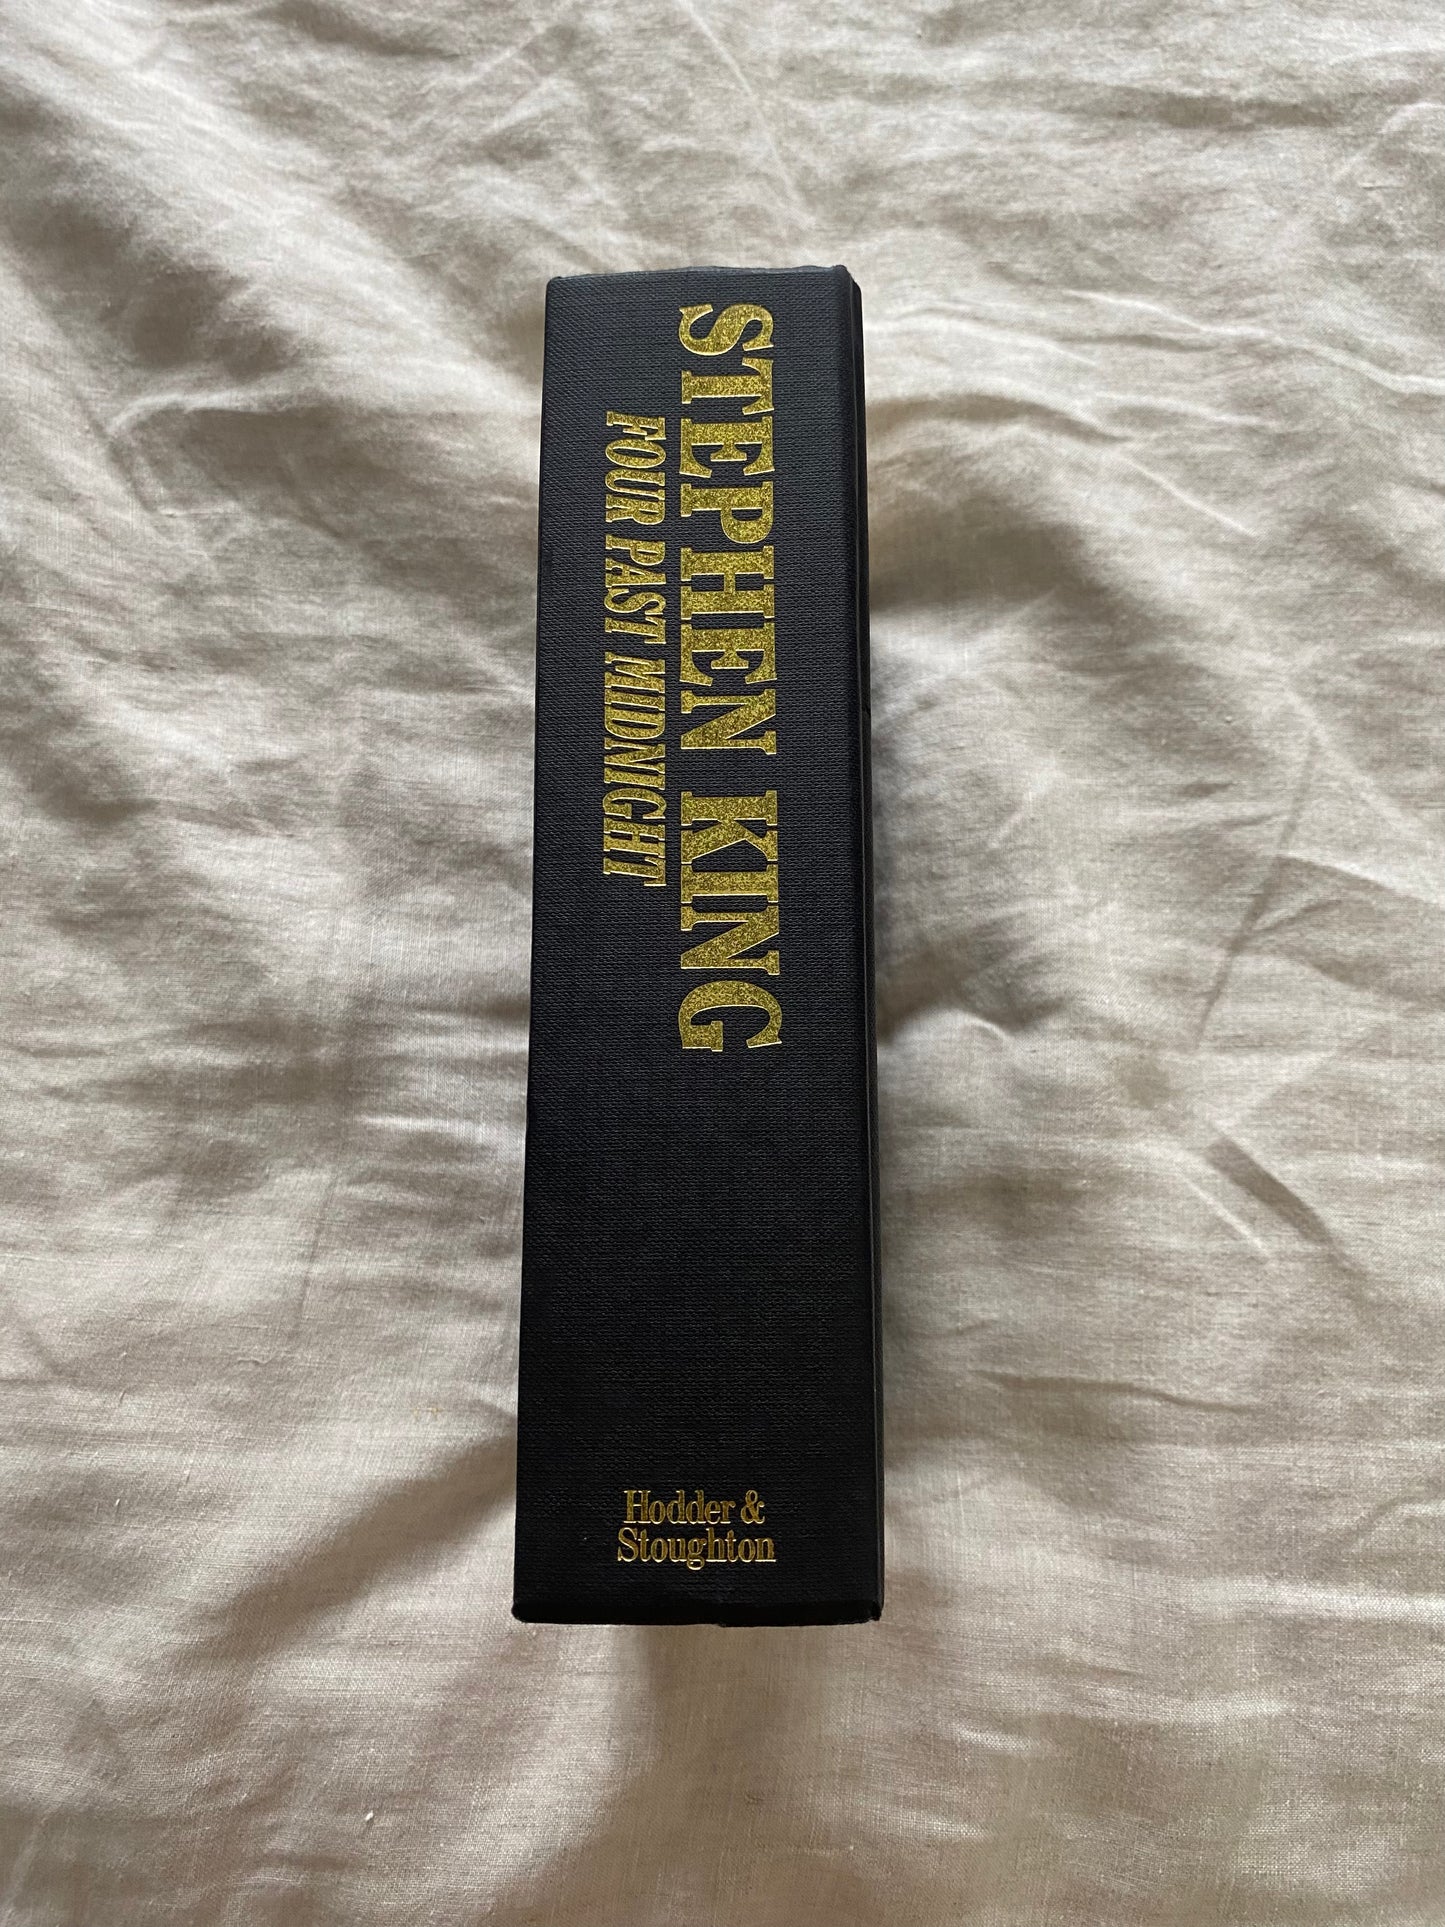 STEPHEN KING
FOUR PAST MIDNIGHT
Hodder &
Stoughton